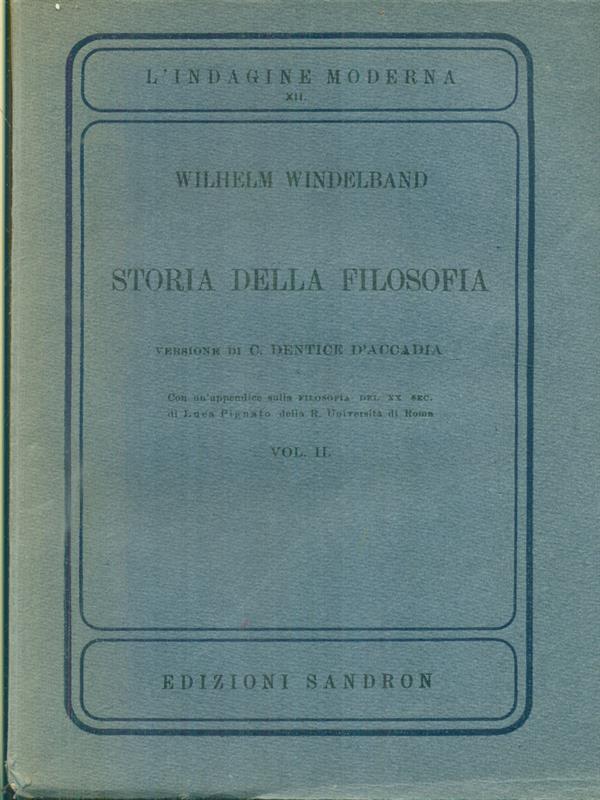 L'INDAGINE MODERNA
XII.
WILHELM WINDELBAND
STORIA DELLA FILOSOFIA
VERSIONE DI C. DENTICE D'ACCADIA
Con un'appendice sulla FILOSOFIA DEL XX SEC.
di Luca Pignato della R. Università di Roma
VOL. II.
EDIZIONI SANDRON